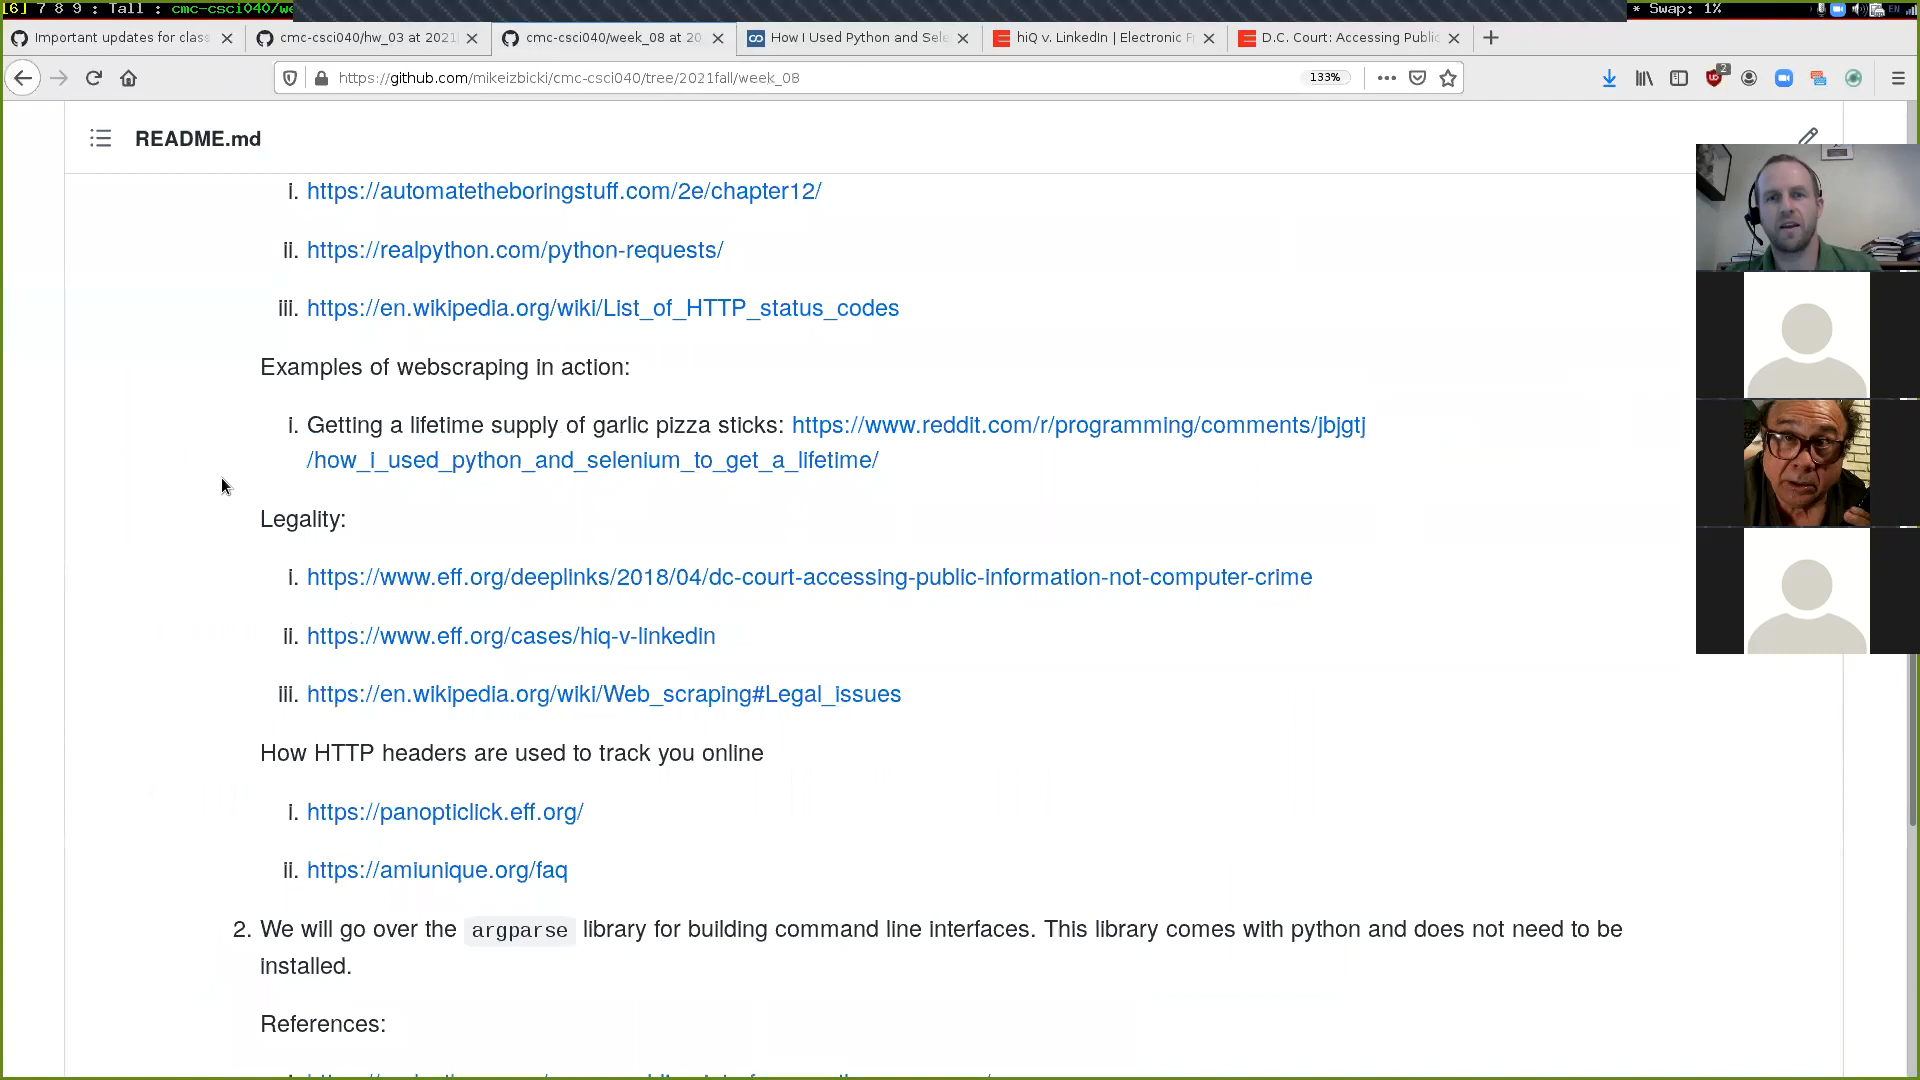 [6] 7 8 9 : Tall : cmc-csci040/we
* Swap: 1%
EN
Important updates for class
cmc-csci040/hw_03 at 2021
cmc-csci040/week_08 at 20
How I Used Python and Sele
hiQ v. LinkedIn | Electronic F
D.C. Court: Accessing Public
https://github.com/mikeizbicki/cmc-csci040/tree/2021fall/week_08
133%
2
README.md
i. https://automatetheboringstuff.com/2e/chapter12/
ii. https://realpython.com/python-requests/
iii. https://en.wikipedia.org/wiki/List_of_HTTP_status_codes
Examples of webscraping in action:
i. Getting a lifetime supply of garlic pizza sticks: https://www.reddit.com/r/programming/comments/jbjgtj
/how_i_used_python_and_selenium_to_get_a_lifetime/
Legality:
i. https://www.eff.org/deeplinks/2018/04/dc-court-accessing-public-information-not-computer-crime
ii. https://www.eff.org/cases/hiq-v-linkedin
iii. https://en.wikipedia.org/wiki/Web_scraping#Legal_issues
How HTTP headers are used to track you online
i. https://panopticlick.eff.org/
ii. https://amiunique.org/faq
2. We will go over the argparse library for building command line interfaces. This library comes with python and does not need to be
installed.
References: